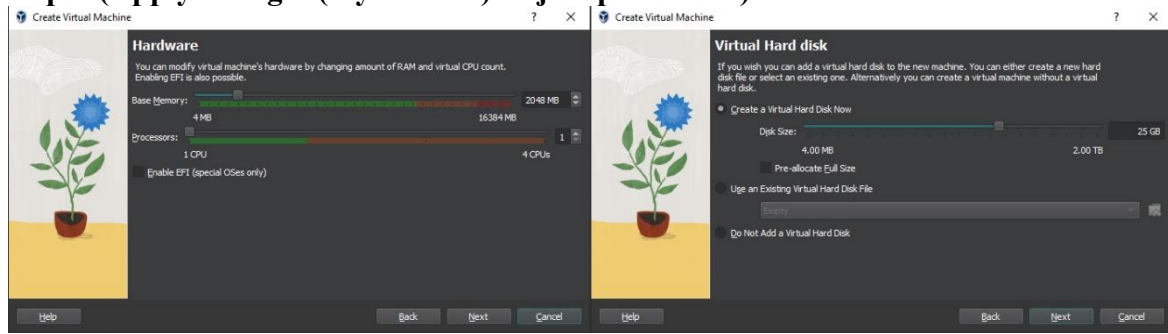 Create Virtual Machine
Hardware
You can modify virtual machine's hardware by changing amount of RAM and virtual CPU count.
Enabling EFI is also possible.
Base Memory:
2048 MB
4 MB
16384 MB
Processors:
1
1 CPU
4 CPUs
Enable EFI (special OSes only)
Help
Back
Next
Cancel
Create Virtual Machine
Virtual Hard disk
If you wish you can add a virtual hard disk to the new machine. You can either create a new hard
disk file or select an existing one. Alternatively you can create a virtual machine without a virtual
hard disk.
Create a Virtual Hard Disk Now
Disk Size:
25 GB
4.00 MB
2.00 TB
Pre-allocate Full Size
Use an Existing Virtual Hard Disk File
Empty
Do Not Add a Virtual Hard Disk
Help
Back
Next
Cancel